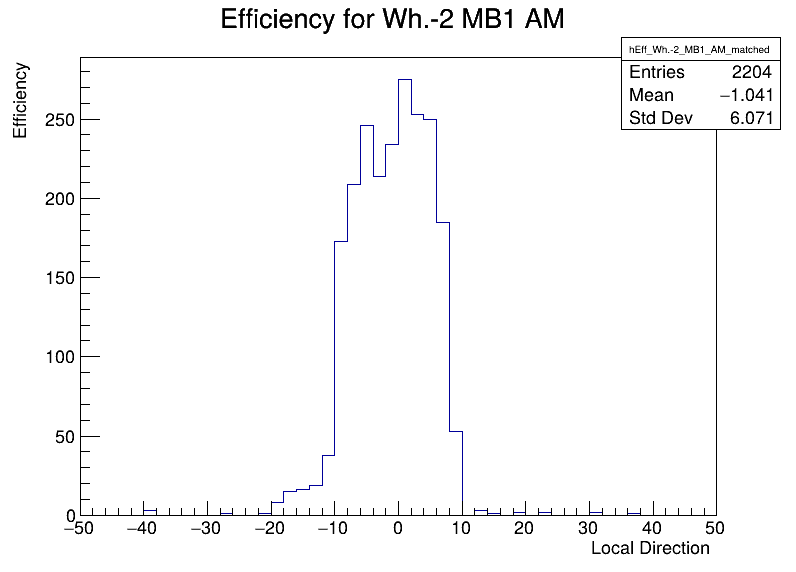 Efficiency for Wh.-2 MB1 AM
hEff_Wh.-2_MB1_AM_matched
Entries 2204
Mean −1.041
Std Dev 6.071
Efficiency
250
200
150
100
50
0
−50 −40 −30 −20 −10 0 10 20 30 40 50
Local Direction